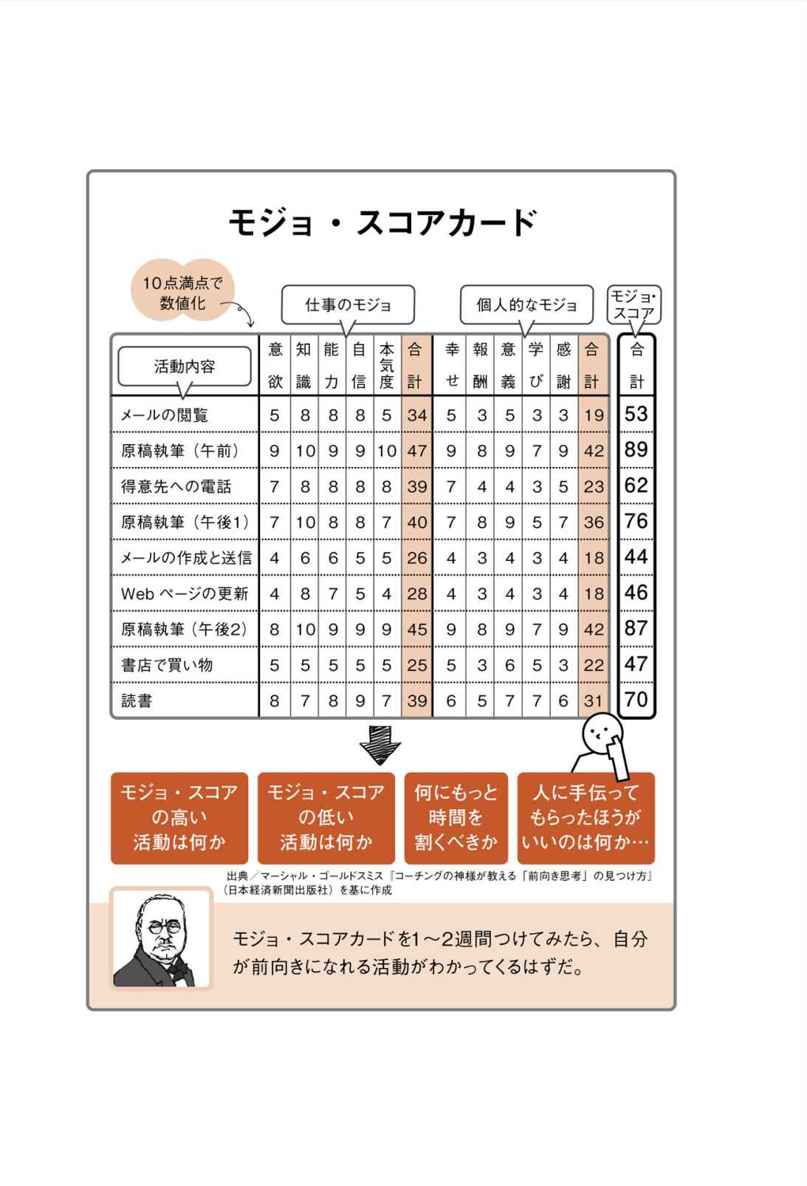 モジョ・スコアカード
10点満点で
数値化
仕事のモジョ
個人的なモジョ
モジョ・
スコア
活動内容 意欲 知識 能力 自信 本気度 合計 幸せ 報酬 意義 学び 感謝 合計 合計
メールの閲覧 5 8 8 8 5 34 5 3 5 3 3 19 53
原稿執筆（午前） 9 10 9 9 10 47 9 8 9 7 9 42 89
得意先への電話 7 8 8 8 8 39 7 4 4 3 5 23 62
原稿執筆（午後1） 7 10 8 8 7 40 7 8 9 5 7 36 76
メールの作成と送信 4 6 6 5 5 26 4 3 4 3 4 18 44
Webページの更新 4 8 7 5 4 28 4 3 4 3 4 18 46
原稿執筆（午後2） 8 10 9 9 9 45 9 8 9 7 9 42 87
書店で買い物 5 5 5 5 5 25 5 3 6 5 3 22 47
読書 8 7 8 9 7 39 6 5 7 7 6 31 70
モジョ・スコア
の高い
活動は何か
モジョ・スコア
の低い
活動は何か
何にもっと
時間を
割くべきか
人に手伝って
もらったほうが
いいのは何か…
出典／マーシャル・ゴールドスミス『コーチングの神様が教える「前向き思考」の見つけ方』
（日本経済新聞出版社）を基に作成
モジョ・スコアカードを1～2週間つけてみたら、自分
が前向きになれる活動がわかってくるはずだ。